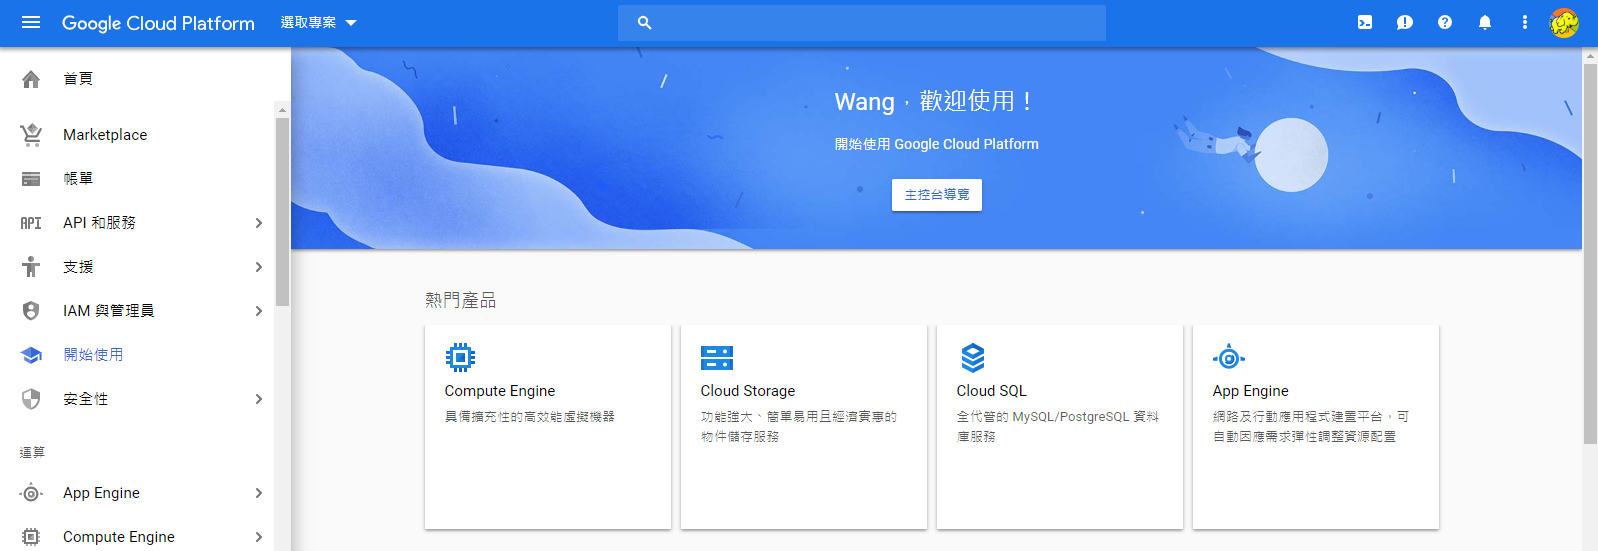 Google Cloud Platform
選取專案
首頁
Marketplace
帳單
API 和服務
支援
IAM 與管理員
開始使用
安全性
運算
App Engine
Compute Engine
Wang，歡迎使用！
開始使用 Google Cloud Platform
主控台導覽
熱門產品
Compute Engine
具備擴充性的高效能虛擬機器
Cloud Storage
功能強大、簡單易用且經濟實惠的
物件儲存服務
Cloud SQL
全代管的 MySQL/PostgreSQL 資料
庫服務
App Engine
網路及行動應用程式建置平台，可
自動因應需求彈性調整資源配置